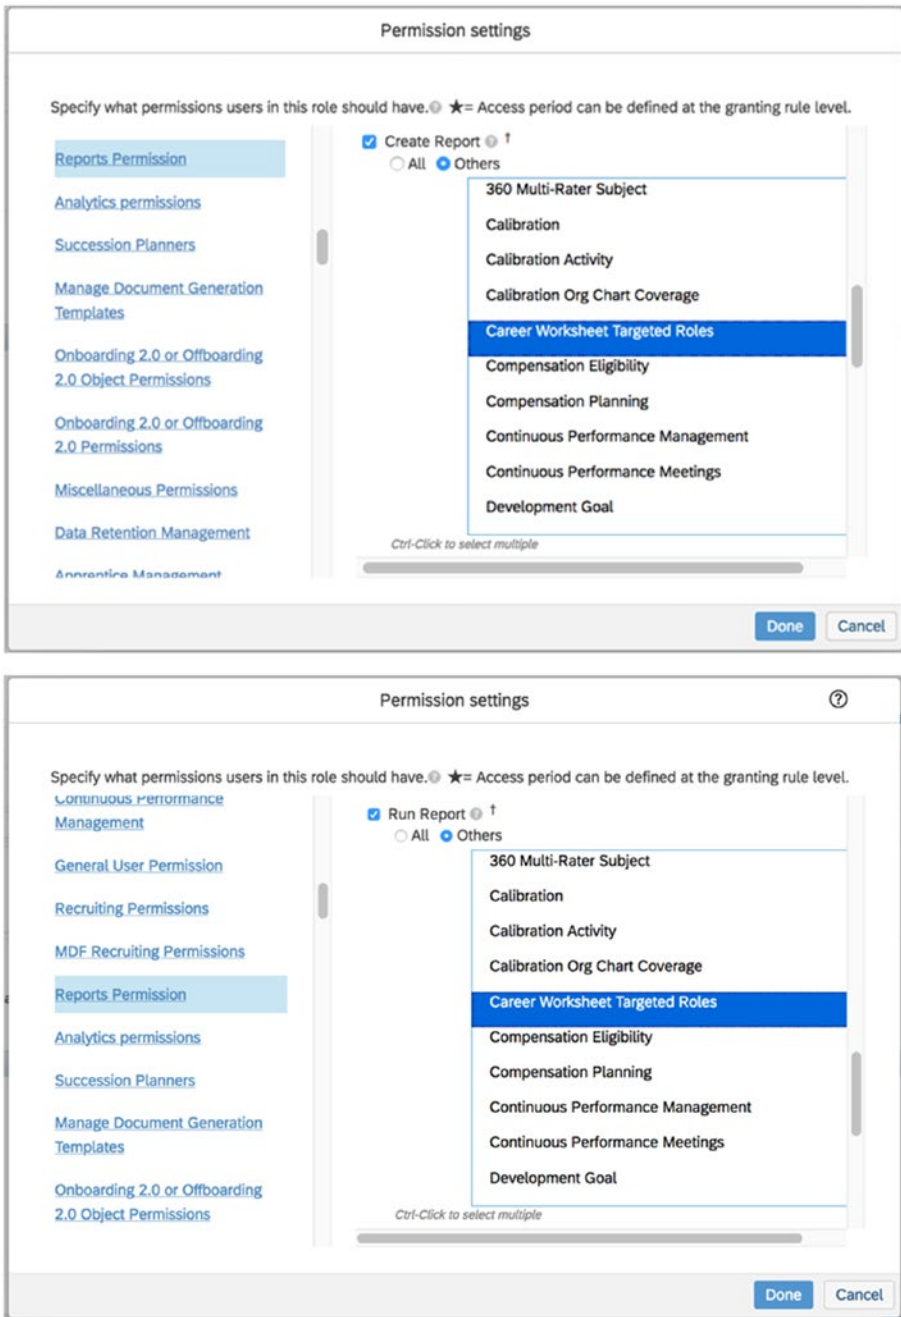 Permission settings
Specify what permissions users in this role should have. ★= Access period can be defined at the granting rule level.
Reports Permission
Analytics permissions
Succession Planners
Manage Document Generation
Templates
Onboarding 2.0 or Offboarding
2.0 Object Permissions
Onboarding 2.0 or Offboarding
2.0 Permissions
Miscellaneous Permissions
Data Retention Management
Apprentice Management
Create Report †
All Others
360 Multi-Rater Subject
Calibration
Calibration Activity
Calibration Org Chart Coverage
Career Worksheet Targeted Roles
Compensation Eligibility
Compensation Planning
Continuous Performance Management
Continuous Performance Meetings
Development Goal
Ctrl-Click to select multiple
Done Cancel
Permission settings
Specify what permissions users in this role should have. ★= Access period can be defined at the granting rule level.
Continuous Performance
Management
General User Permission
Recruiting Permissions
MDF Recruiting Permissions
Reports Permission
Analytics permissions
Succession Planners
Manage Document Generation
Templates
Onboarding 2.0 or Offboarding
2.0 Object Permissions
Run Report †
All Others
360 Multi-Rater Subject
Calibration
Calibration Activity
Calibration Org Chart Coverage
Career Worksheet Targeted Roles
Compensation Eligibility
Compensation Planning
Continuous Performance Management
Continuous Performance Meetings
Development Goal
Ctrl-Click to select multiple
Done Cancel